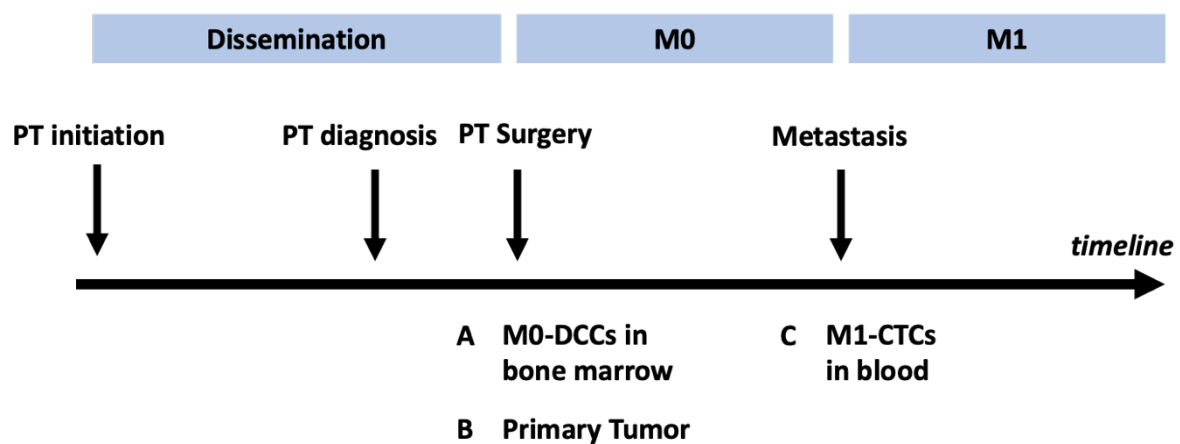 Dissemination M0 M1
PT initiation PT diagnosis PT Surgery Metastasis
timeline
A M0-DCCs in
bone marrow
C M1-CTCs
in blood
B Primary Tumor